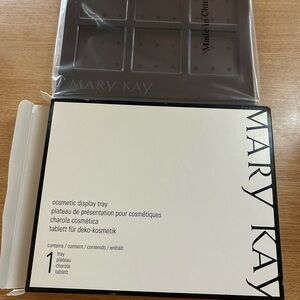 Made in China
MARY KAY
MARY KAY
cosmetic display tray
plateau de présentation pour cosmétiques
charola cosmética
tablett für deko-kosmetik
contains / content / contenido / enthält
1
tray
plateau
charola
tablett